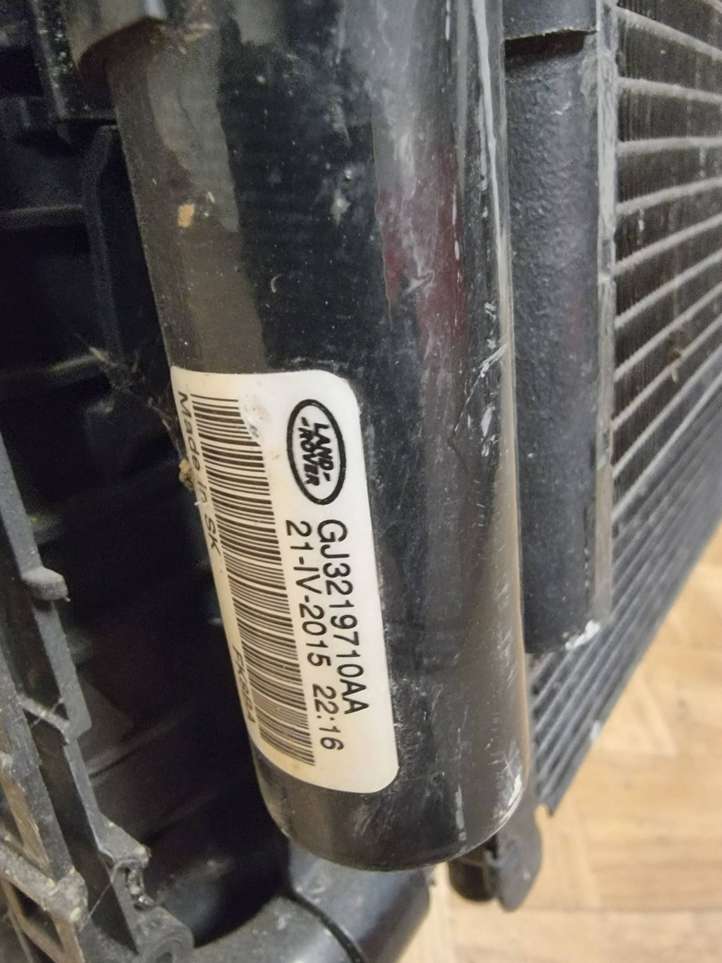 LAND-
-ROVER
GJ3219710AA
21-IV-2015 22:16
Made in SK